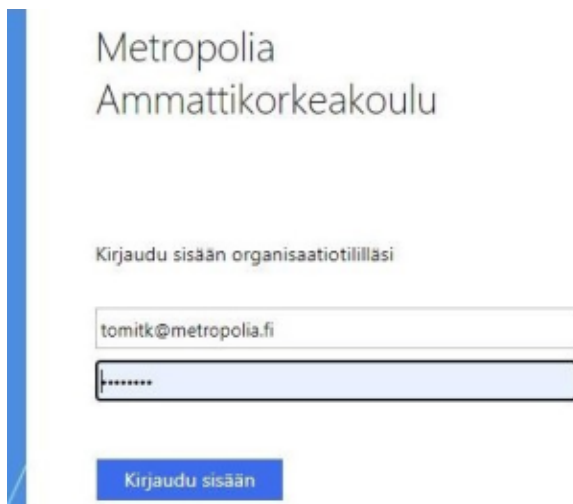 Metropolia
Ammattikorkeakoulu
Kirjaudu sisään organisaatiotililläsi
tomitk@metropolia.fi
••••••••
Kirjaudu sisään